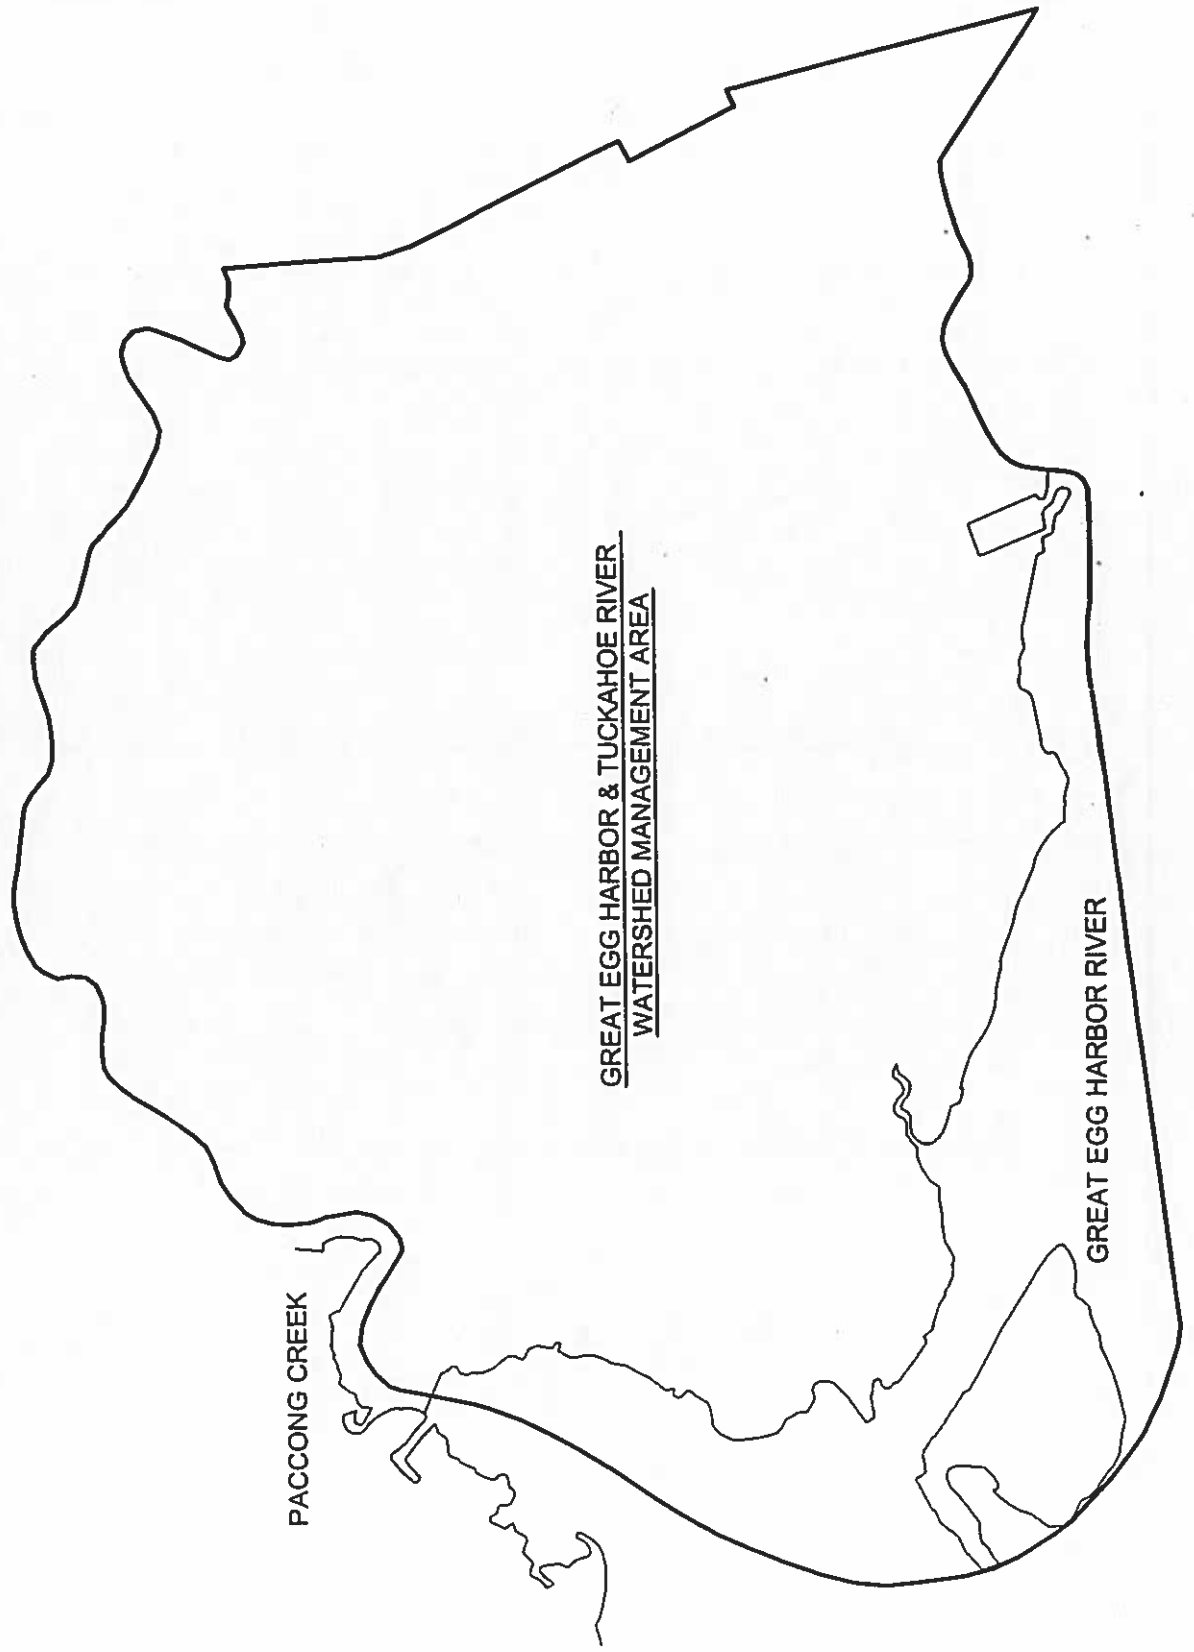 PACCONG CREEK
GREAT EGG HARBOR & TUCKAHOE RIVER
WATERSHED MANAGEMENT AREA
GREAT EGG HARBOR RIVER